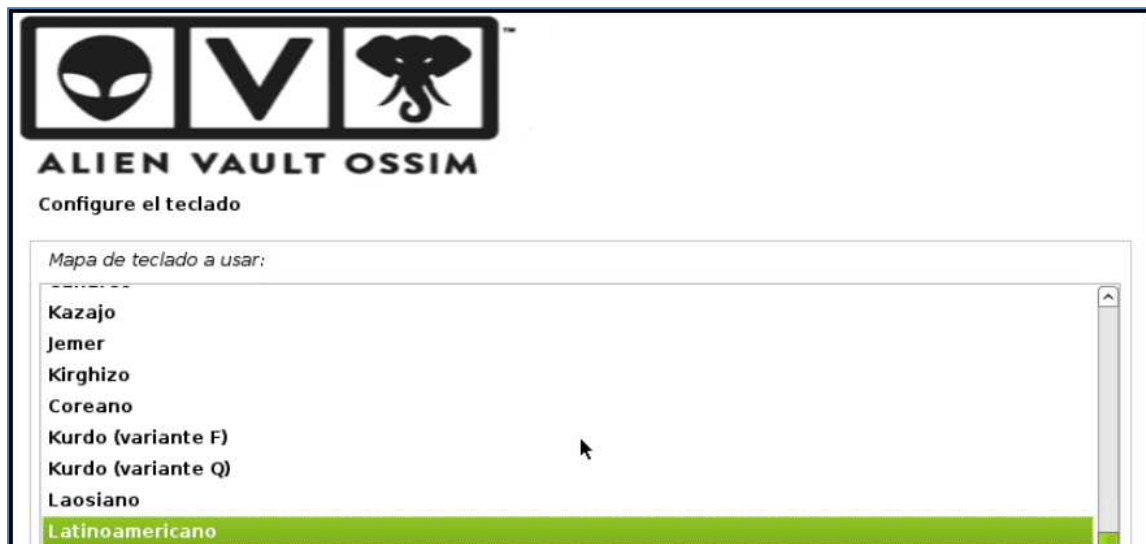 ™
ALIEN VAULT OSSIM
Configure el teclado
Mapa de teclado a usar:
Kazajo
Jemer
Kirghizo
Coreano
Kurdo (variante F)
Kurdo (variante Q)
Laosiano
Latinoamericano